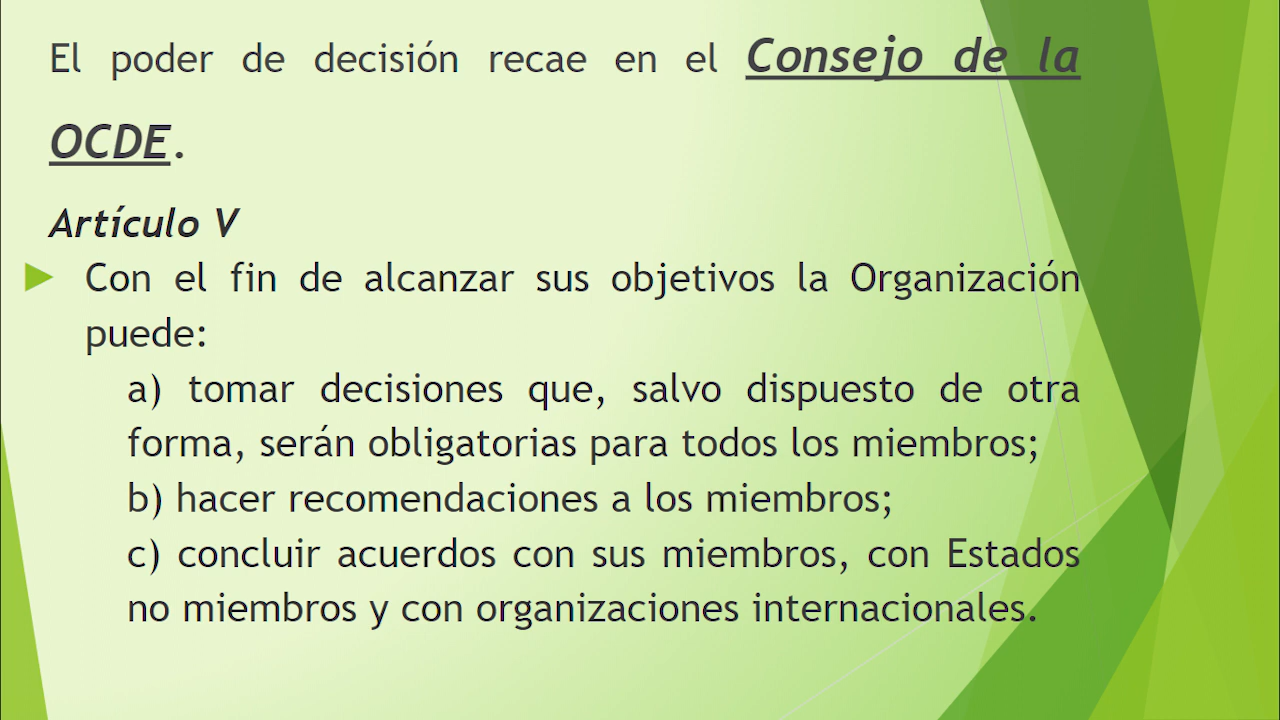 El poder de decisión recae en el Consejo de la
OCDE.
Artículo V
Con el fin de alcanzar sus objetivos la Organización
puede:
a) tomar decisiones que, salvo dispuesto de otra
forma, serán obligatorias para todos los miembros;
b) hacer recomendaciones a los miembros;
c) concluir acuerdos con sus miembros, con Estados
no miembros y con organizaciones internacionales.